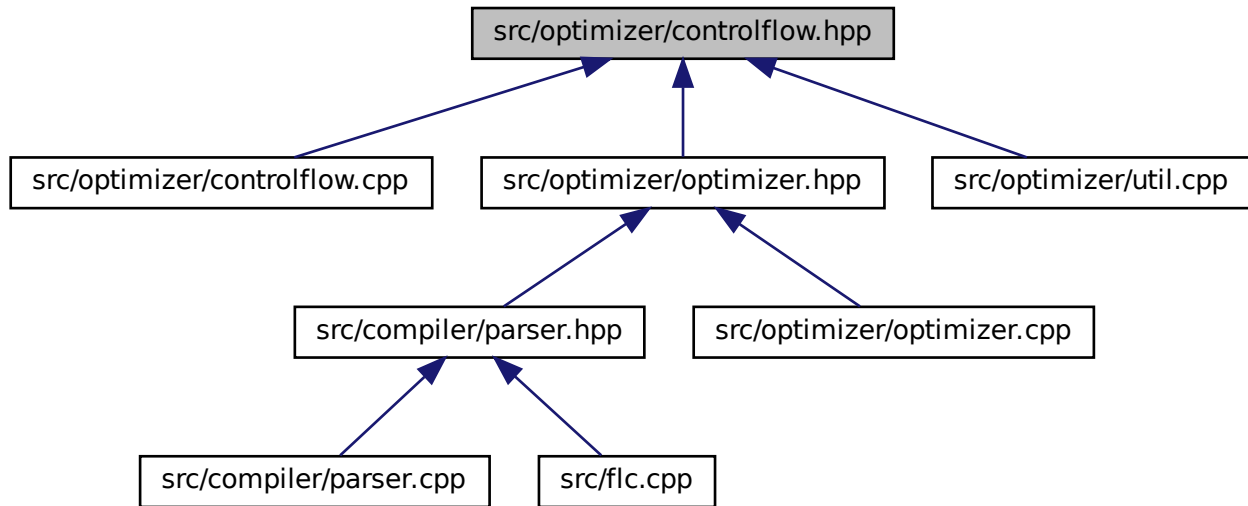 src/optimizer/controlflow.hpp
src/optimizer/controlflow.cpp
src/optimizer/optimizer.hpp
src/optimizer/util.cpp
src/compiler/parser.hpp
src/optimizer/optimizer.cpp
src/compiler/parser.cpp
src/flc.cpp